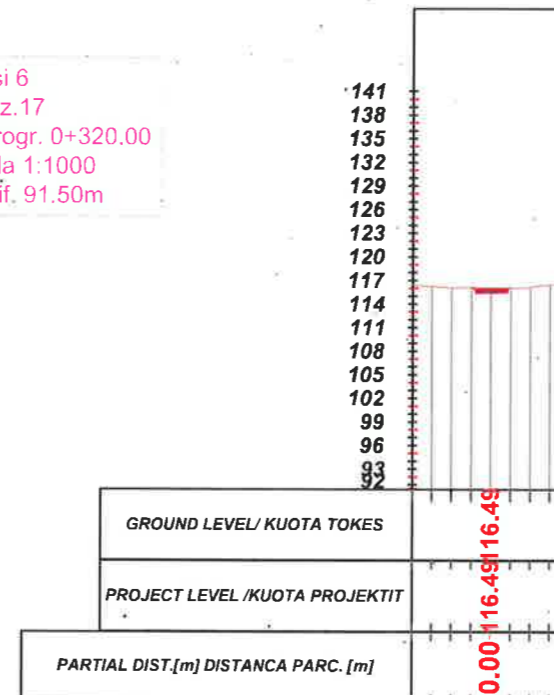 si 6
z.17
rogr. 0+320.00
la 1:1000
if. 91.50m
141
138
135
132
129
126
123
120
117
114
111
108
105
102
99
96
93
92
GROUND LEVEL/ KUOTA TOKES
116.49
PROJECT LEVEL /KUOTA PROJEKTIT
116.49
PARTIAL DIST.[m] DISTANCA PARC. [m]
0.00